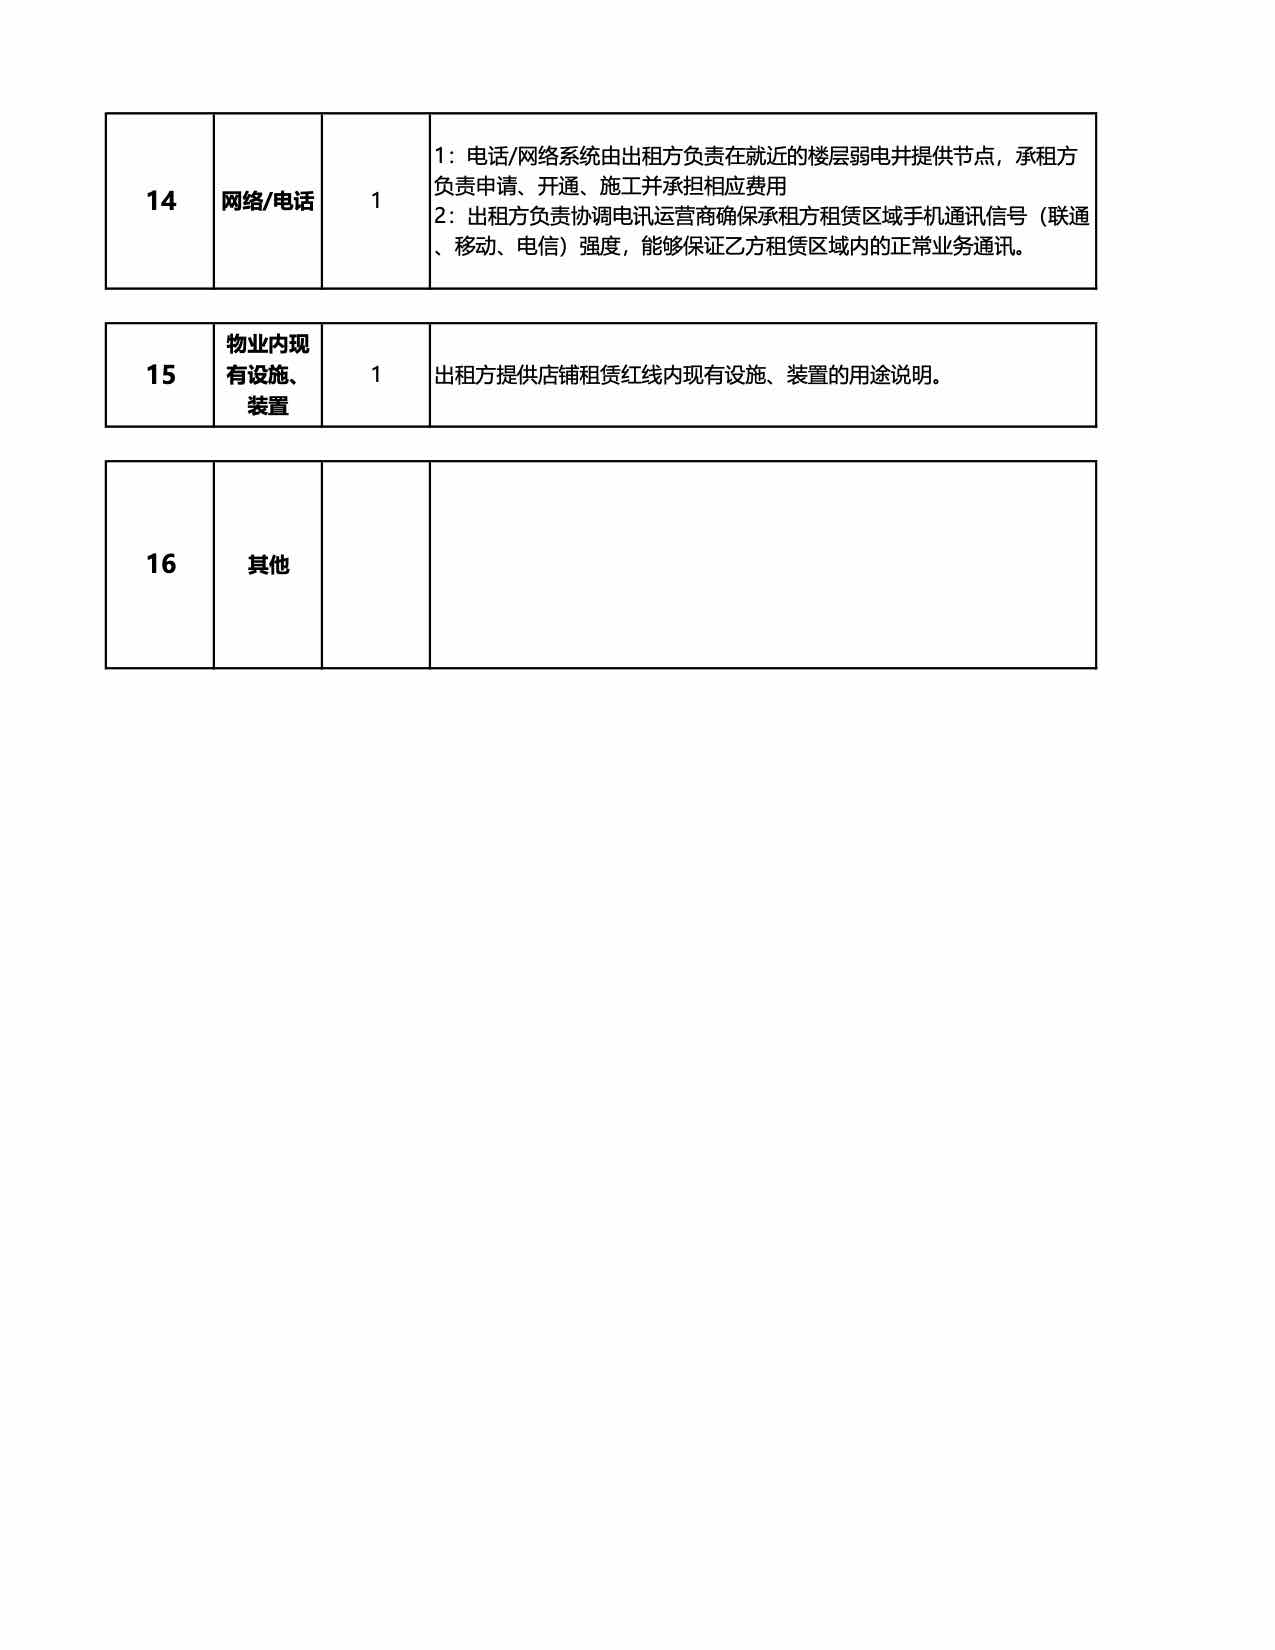 14
网络/电话
1
1：电话/网络系统由出租方负责在就近的楼层弱电井提供节点，承租方
负责申请、开通、施工并承担相应费用
2：出租方负责协调电讯运营商确保承租方租赁区域手机通讯信号（联通
、移动、电信）强度，能够保证乙方租赁区域内的正常业务通讯。
15
物业内现
有设施、
装置
1
出租方提供店铺租赁红线内现有设施、装置的用途说明。
16
其他